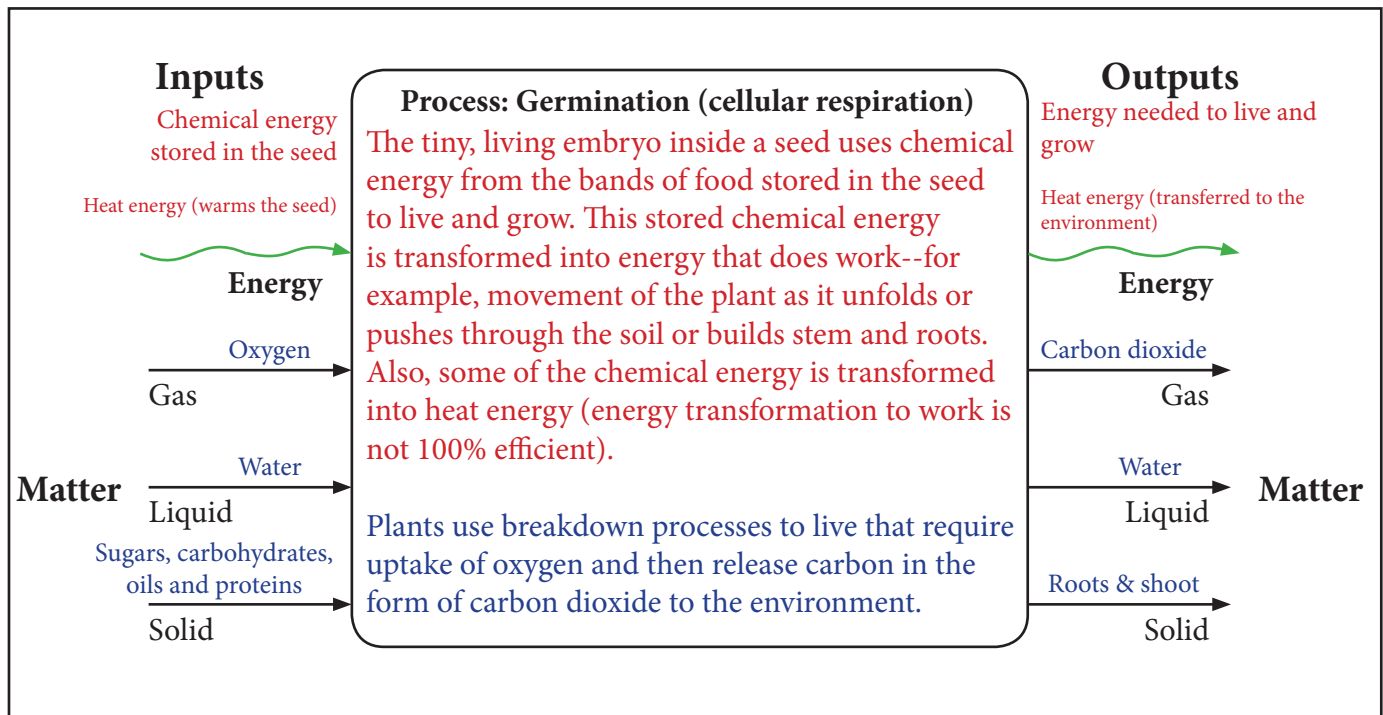 Inputs
Chemical energy
stored in the seed
Heat energy (warms the seed)
Energy
Oxygen
Gas
Matter
Water
Liquid
Sugars, carbohydrates,
oils and proteins
Solid
Process: Germination (cellular respiration)
The tiny, living embryo inside a seed uses chemical
energy from the bands of food stored in the seed
to live and grow. This stored chemical energy
is transformed into energy that does work--for
example, movement of the plant as it unfolds or
pushes through the soil or builds stem and roots.
Also, some of the chemical energy is transformed
into heat energy (energy transformation to work is
not 100% efficient).
Plants use breakdown processes to live that require
uptake of oxygen and then release carbon in the
form of carbon dioxide to the environment.
Outputs
Energy needed to live and
grow
Heat energy (transferred to the
environment)
Energy
Carbon dioxide
Gas
Water
Liquid
Matter
Roots & shoot
Solid